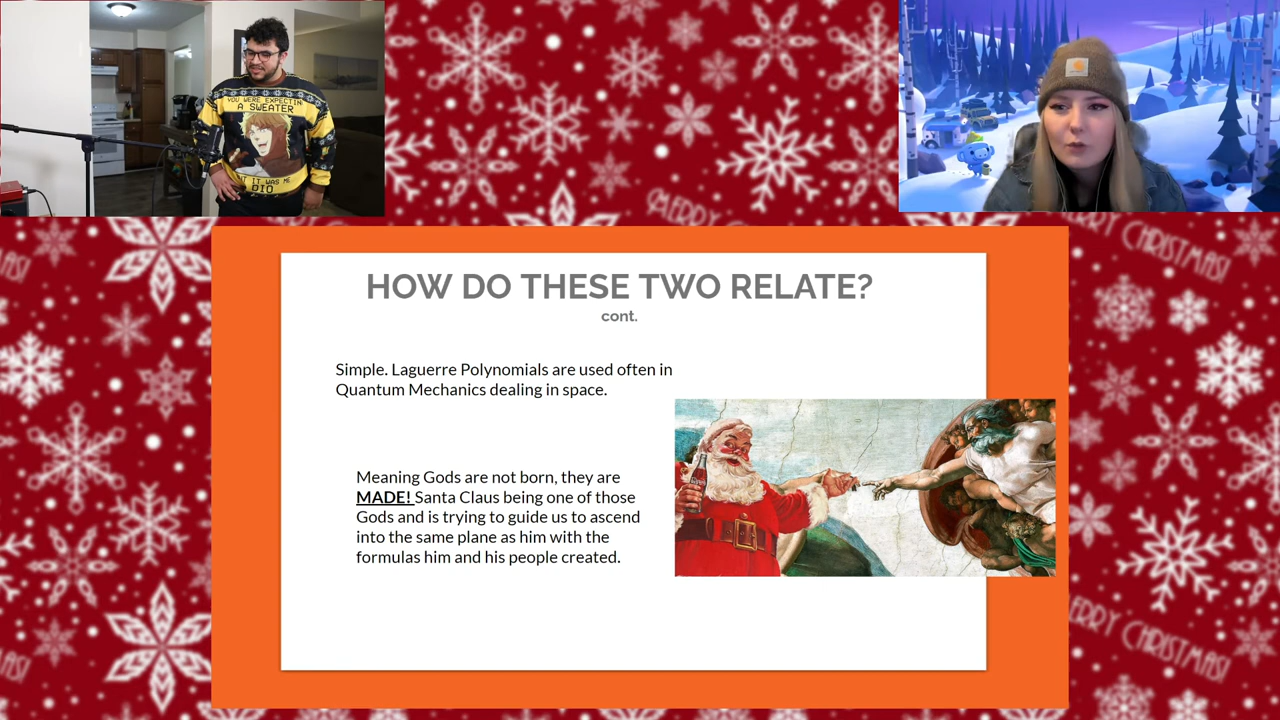 YOU WERE EXPECTIN
A SWEATER
IT WAS ME
DIO
MERRY CHRISTMAS!
HOW DO THESE TWO RELATE?
cont.
Simple. Laguerre Polynomials are used often in
Quantum Mechanics dealing in space.
Meaning Gods are not born, they are
MADE! Santa Claus being one of those
Gods and is trying to guide us to ascend
into the same plane as him with the
formulas him and his people created.
MAS!
ERRY CHRISTMAS!